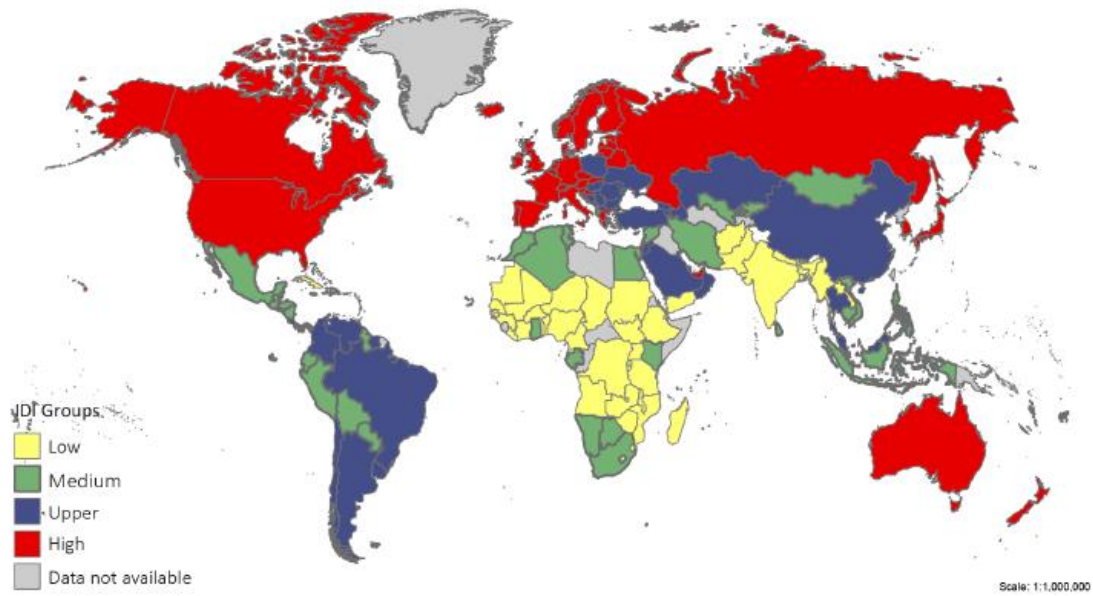 IDI Groups
Low
Medium
Upper
High
Data not available
Scale: 1:1,000,000